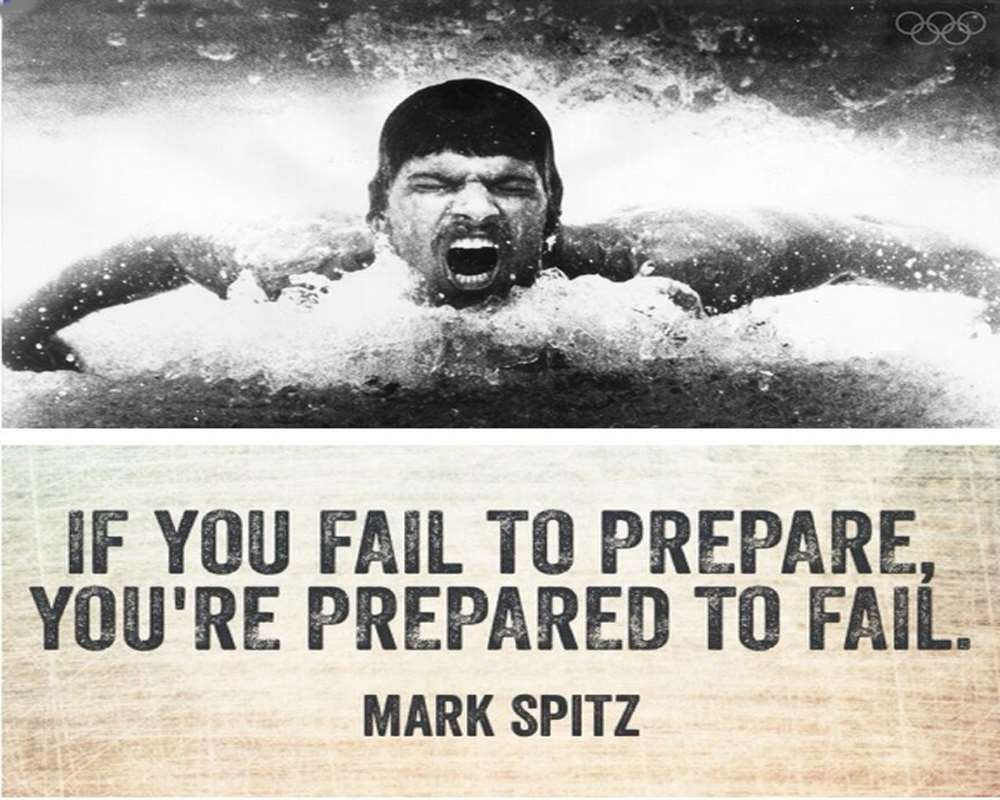 IF YOU FAIL TO PREPARE,
YOU'RE PREPARED TO FAIL.
MARK SPITZ